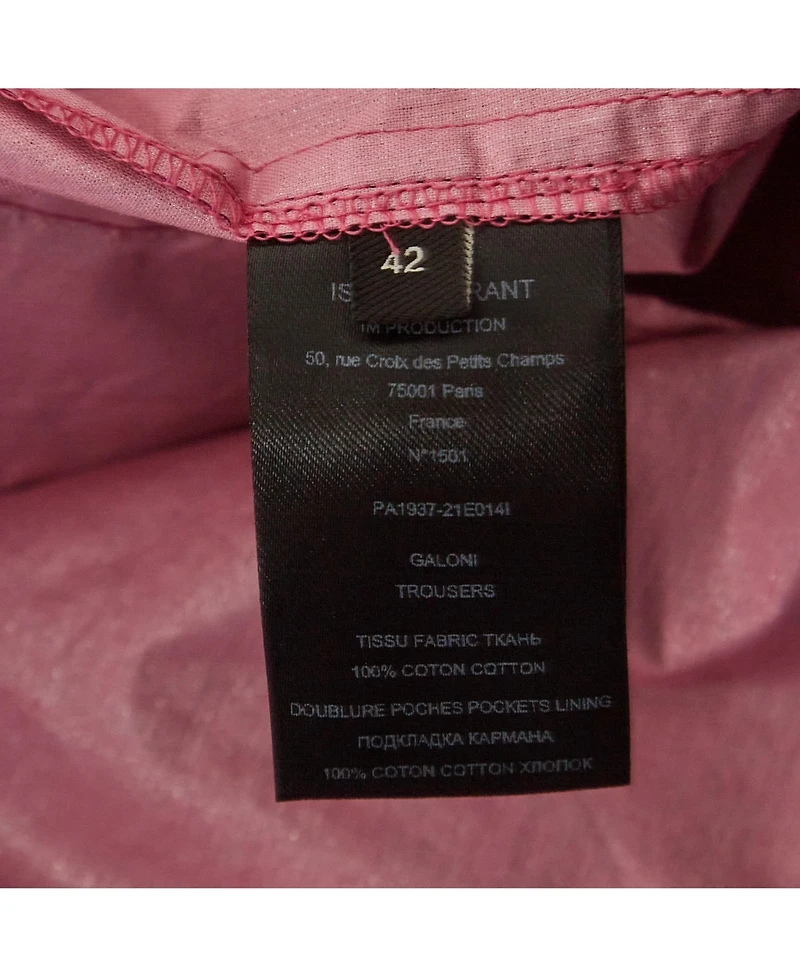 42
IS RANT
IM PRODUCTION
50, rue Croix des Petits Champs
75001 Paris
France
N°1501
PA1937-21E014I
GALONI
TROUSERS
TISSU FABRIC ТКАНЬ
100% COTON COTTON
DOUBLURE POCHES POCKETS LINING
ПОДКЛАДКА КАРМАНА
100% COTON COTTON ХЛОПОК